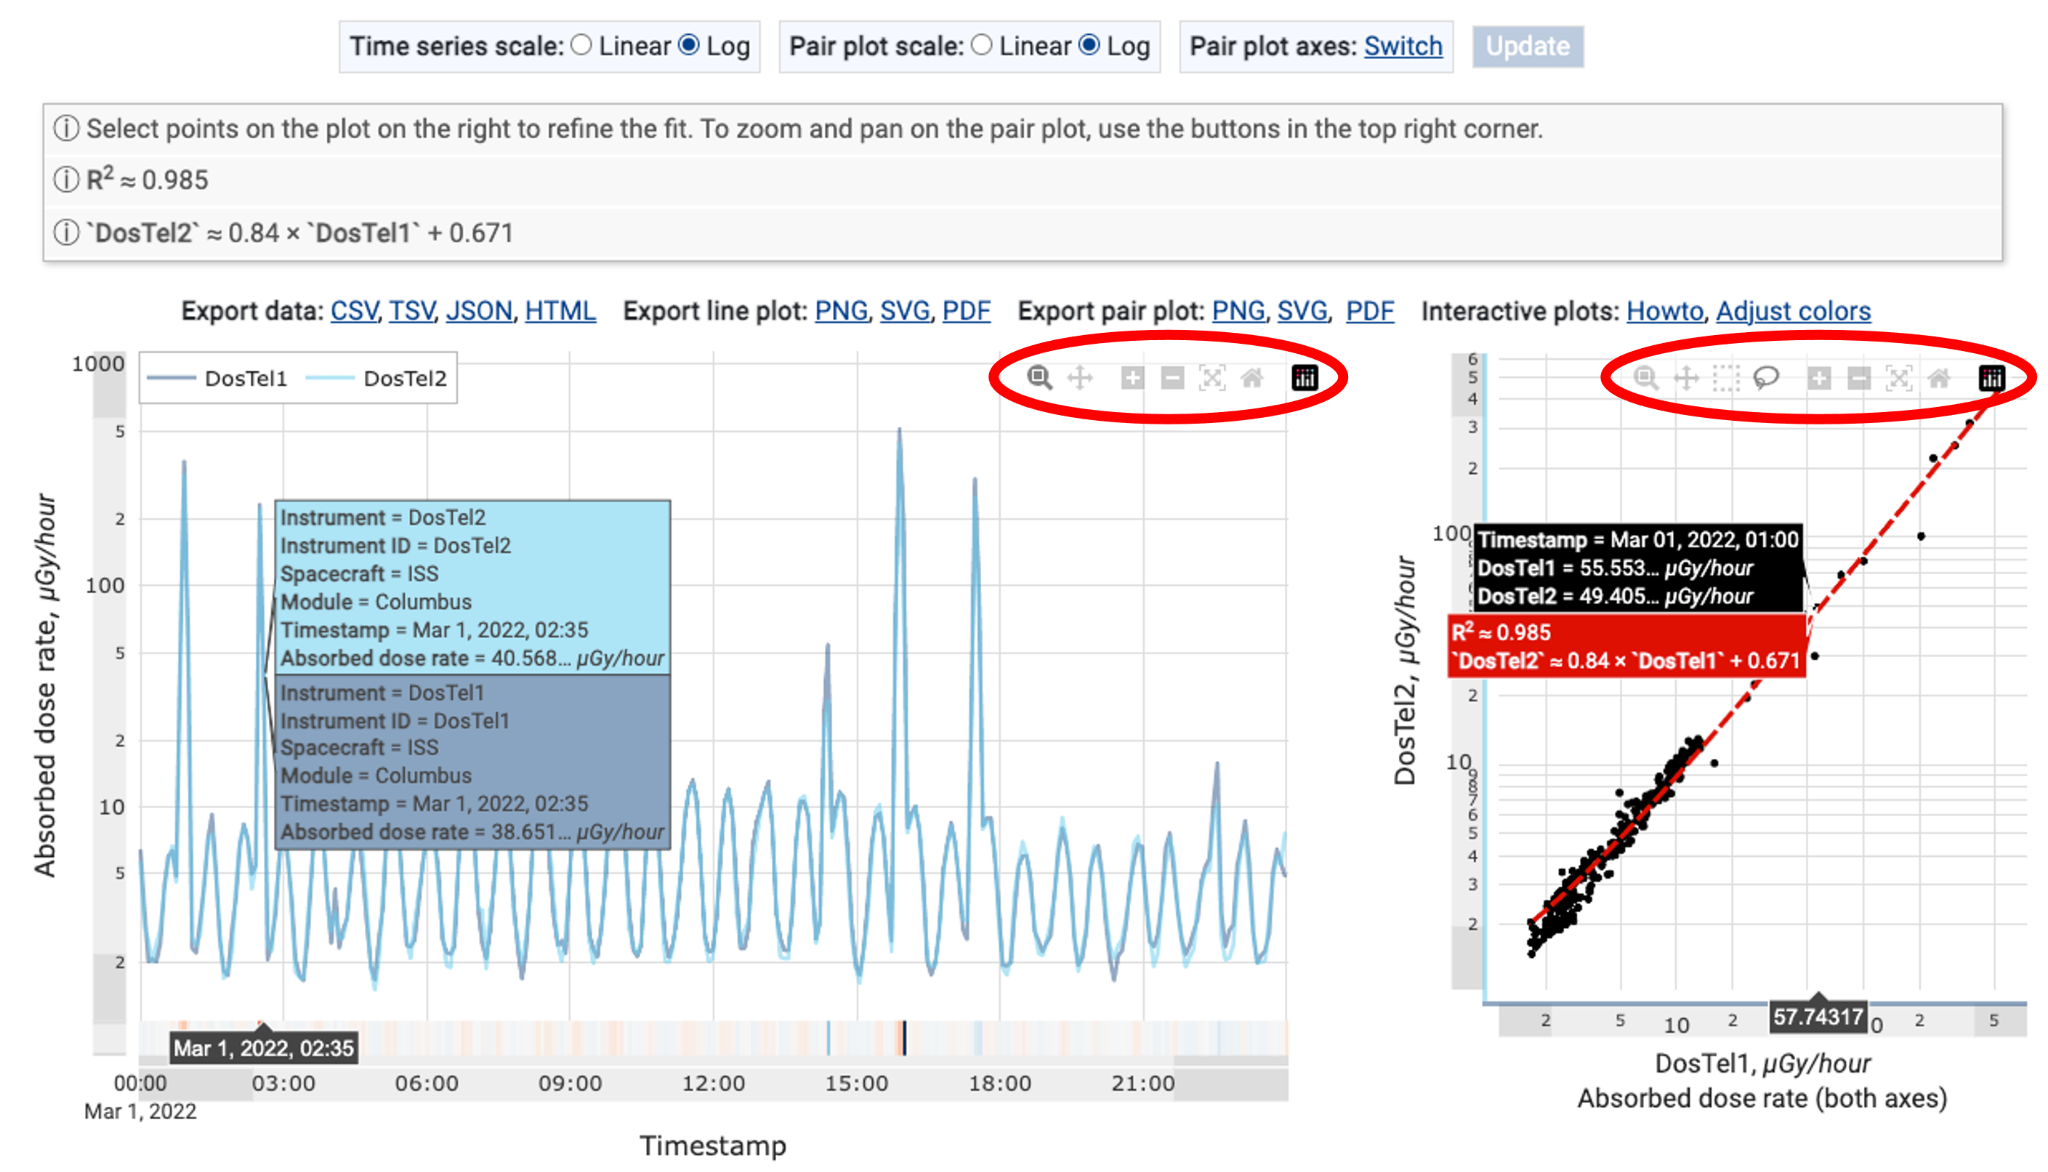 Time series scale: Linear Log Pair plot scale: Linear Log Pair plot axes: Switch Update
ⓘ Select points on the plot on the right to refine the fit. To zoom and pan on the pair plot, use the buttons in the top right corner.
ⓘ R² ≈ 0.985
ⓘ `DosTel2` ≈ 0.84 × `DosTel1` + 0.671
Export data: CSV, TSV, JSON, HTML Export line plot: PNG, SVG, PDF Export pair plot: PNG, SVG, PDF Interactive plots: Howto, Adjust colors
DosTel1 DosTel2
1000
5
2
100
5
2
10
5
2
Absorbed dose rate, μGy/hour
Instrument = DosTel2
Instrument ID = DosTel2
Spacecraft = ISS
Module = Columbus
Timestamp = Mar 1, 2022, 02:35
Absorbed dose rate = 40.568… μGy/hour
Instrument = DosTel1
Instrument ID = DosTel1
Spacecraft = ISS
Module = Columbus
Timestamp = Mar 1, 2022, 02:35
Absorbed dose rate = 38.651… μGy/hour
Mar 1, 2022, 02:35
00:00 03:00 06:00 09:00 12:00 15:00 18:00 21:00
Mar 1, 2022
Timestamp
6
5
4
3
2
100
Timestamp = Mar 01, 2022, 01:00
DosTel1 = 55.553… μGy/hour
DosTel2 = 49.405… μGy/hour
R² ≈ 0.985
`DosTel2` ≈ 0.84 × `DosTel1` + 0.671
2
10
9
8
7
6
5
4
3
2
DosTel2, μGy/hour
2 5 10 2 57.74317 0 2 5
DosTel1, μGy/hour
Absorbed dose rate (both axes)